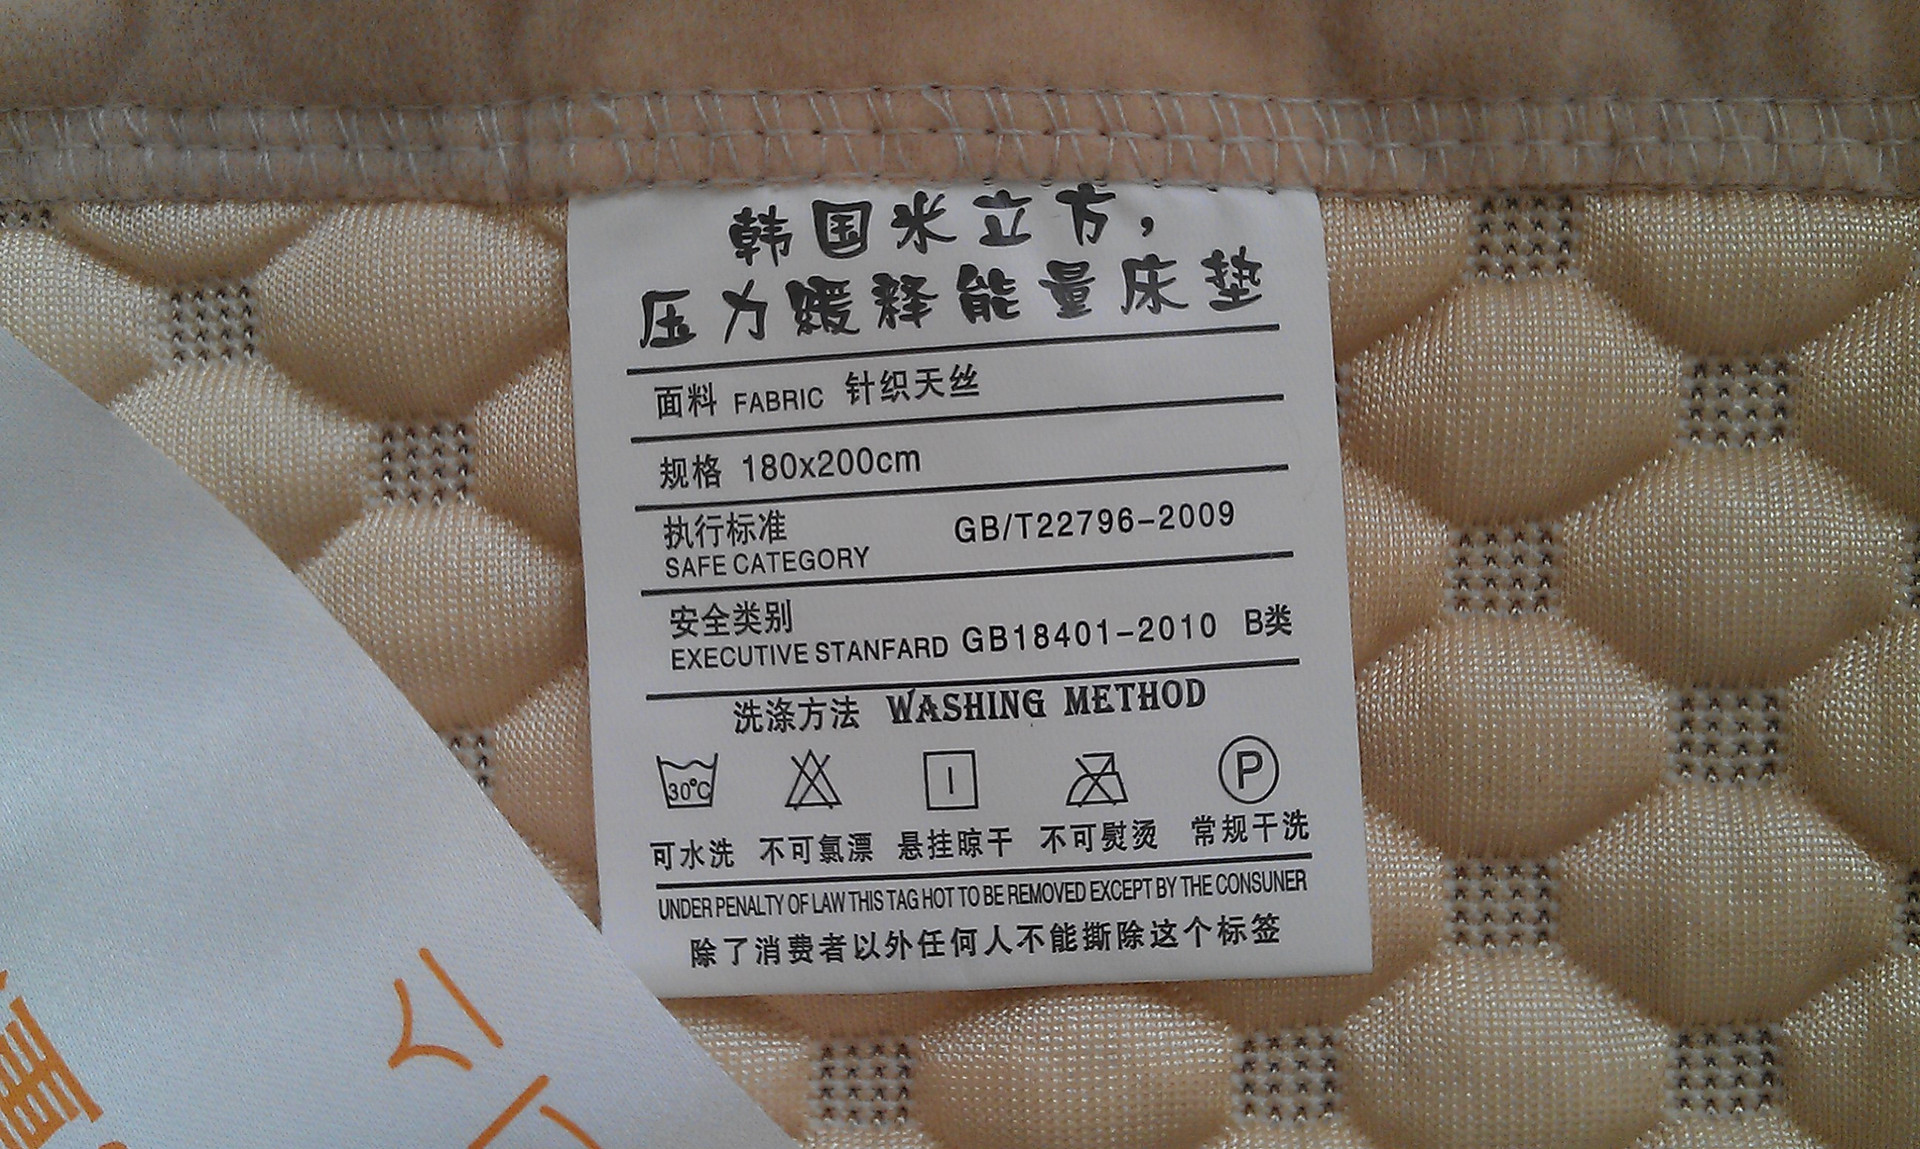 韩国水立方，
压力缓释能量床垫
面料 FABRIC 针织天丝
规格 180x200cm
执行标准 GB/T22796-2009
SAFE CATEGORY
安全类别
EXECUTIVE STANFARD GB18401-2010 B类
洗涤方法 WASHING METHOD
30°C I P
可水洗 不可氯漂 悬挂晾干 不可熨烫 常规干洗
UNDER PENALTY OF LAW THIS TAG HOT TO BE REMOVED EXCEPT BY THE CONSUNER
除了消费者以外任何人不能撕除这个标签